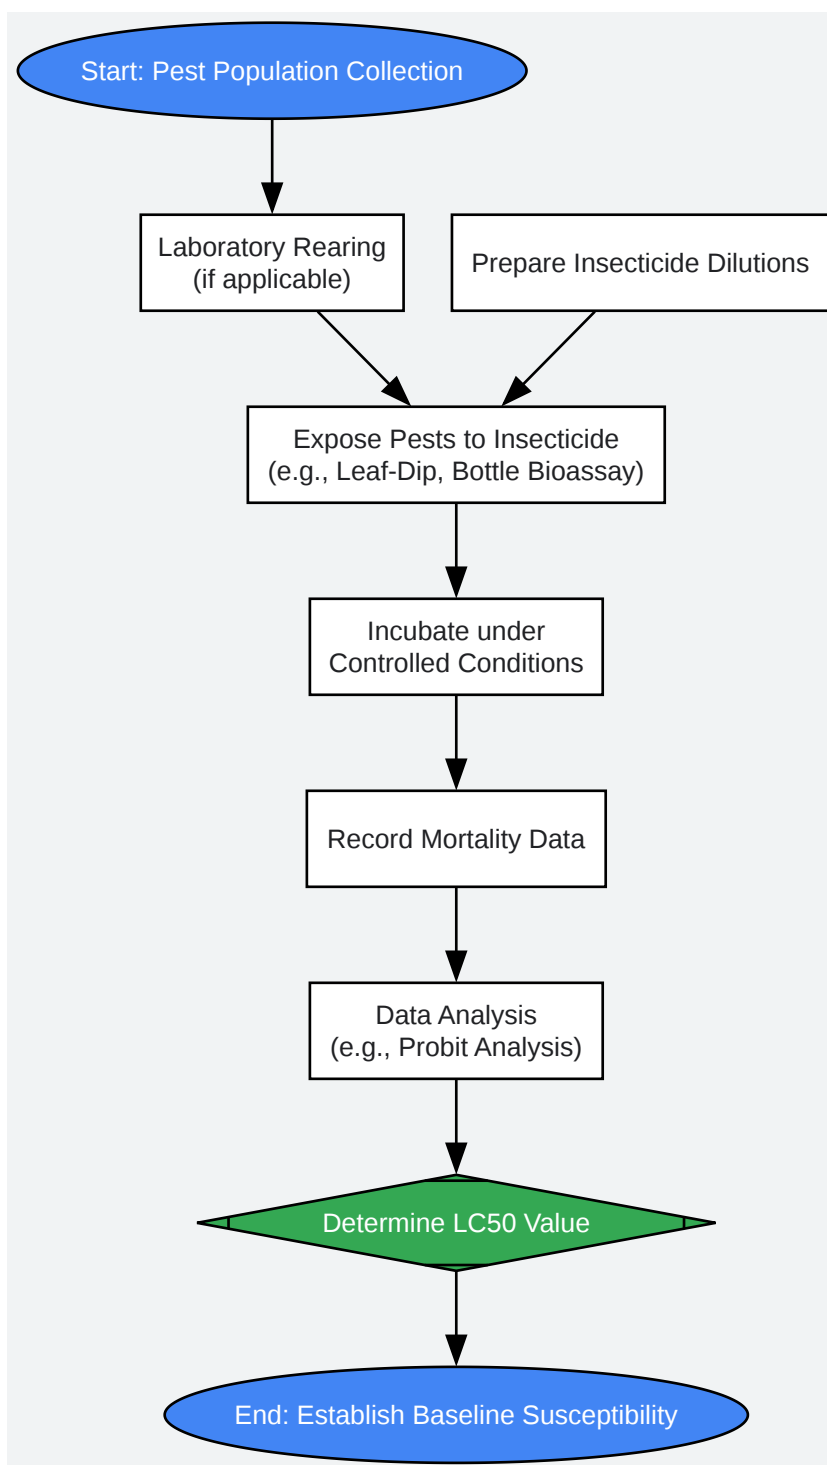 Start: Pest Population Collection
Laboratory Rearing
(if applicable)
Prepare Insecticide Dilutions
Expose Pests to Insecticide
(e.g., Leaf-Dip, Bottle Bioassay)
Incubate under
Controlled Conditions
Record Mortality Data
Data Analysis
(e.g., Probit Analysis)
Determine LC50 Value
End: Establish Baseline Susceptibility